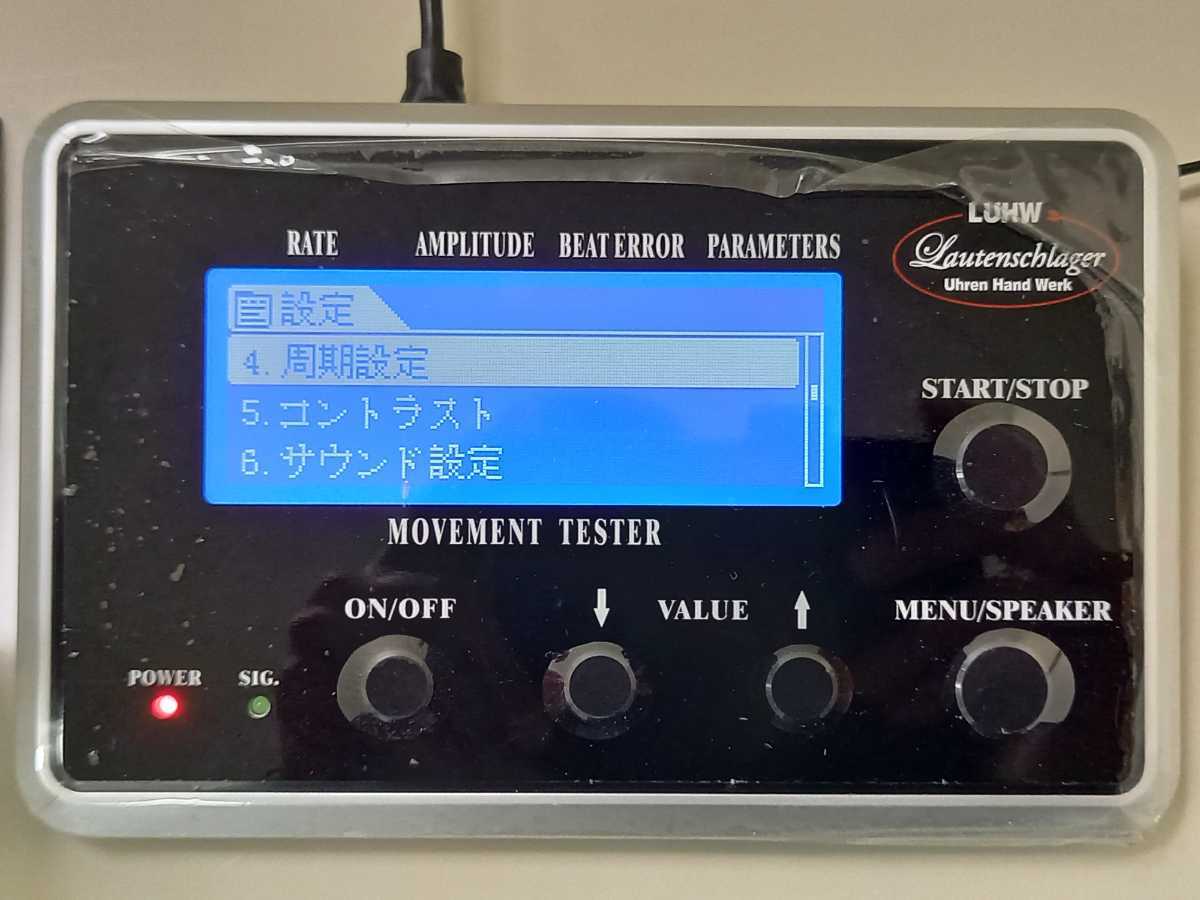 LUHW
Lautenschläger
Uhren Hand Werk
RATE AMPLITUDE BEAT ERROR PARAMETERS
設定
4. 周期設定
5. コントラスト
6. サウンド設定
START/STOP
MOVEMENT TESTER
ON/OFF
VALUE
MENU/SPEAKER
POWER
SIG.